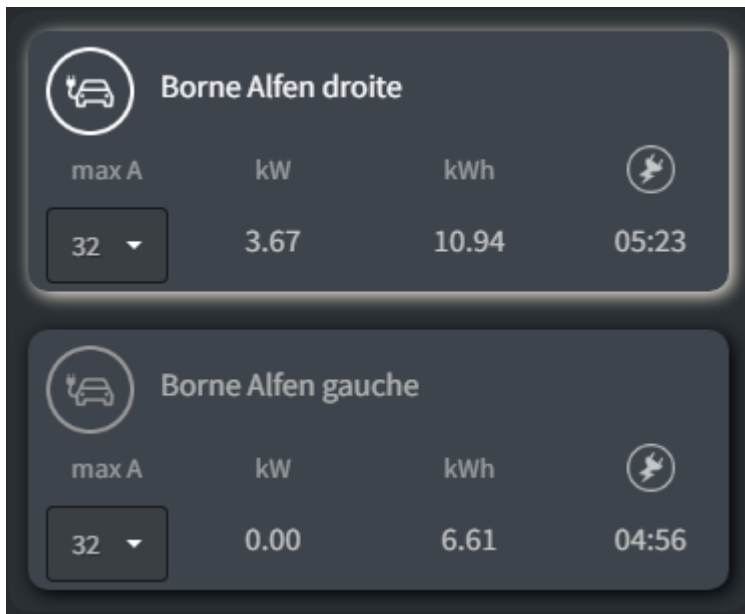 Borne Alfen droite
max A kW kWh
32 3.67 10.94 05:23
Borne Alfen gauche
max A kW kWh
32 0.00 6.61 04:56